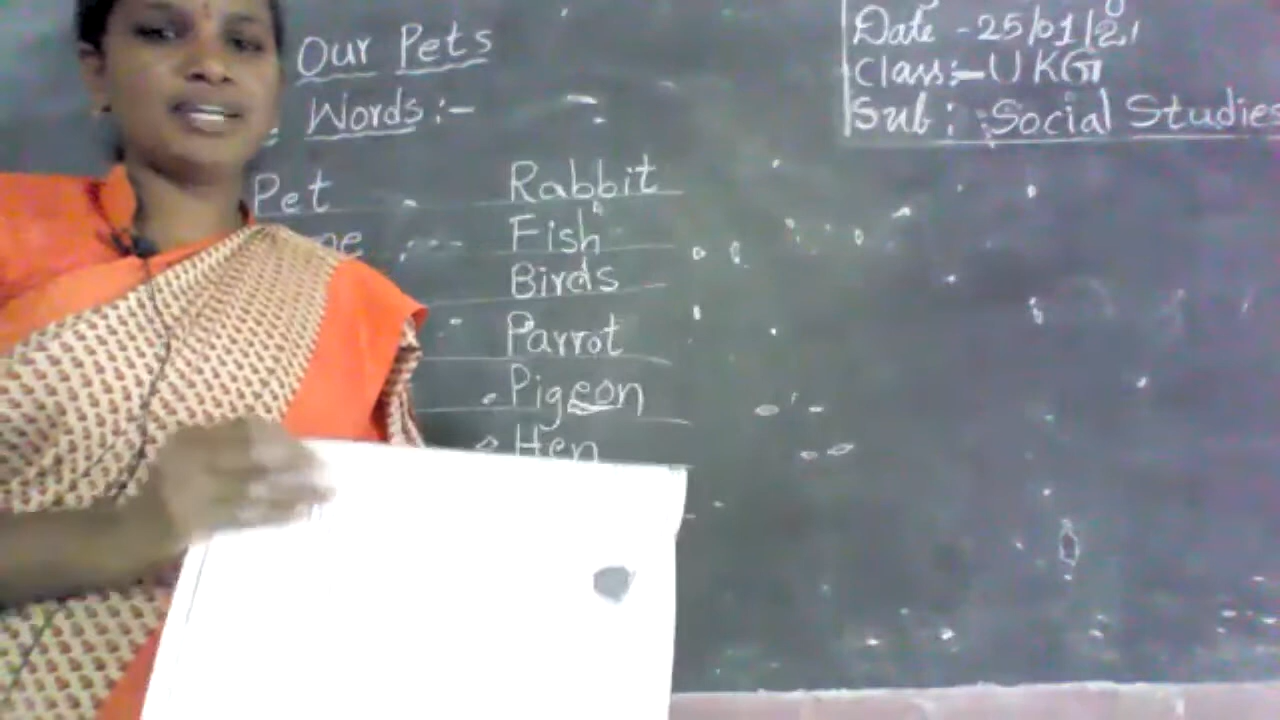 Our Pets
Words:-
Pet
Rabbit
Fish
Birds
Parrot
Pigeon
Hen
Date - 25/01/21
Class:- UKG
Sub: Social Studies